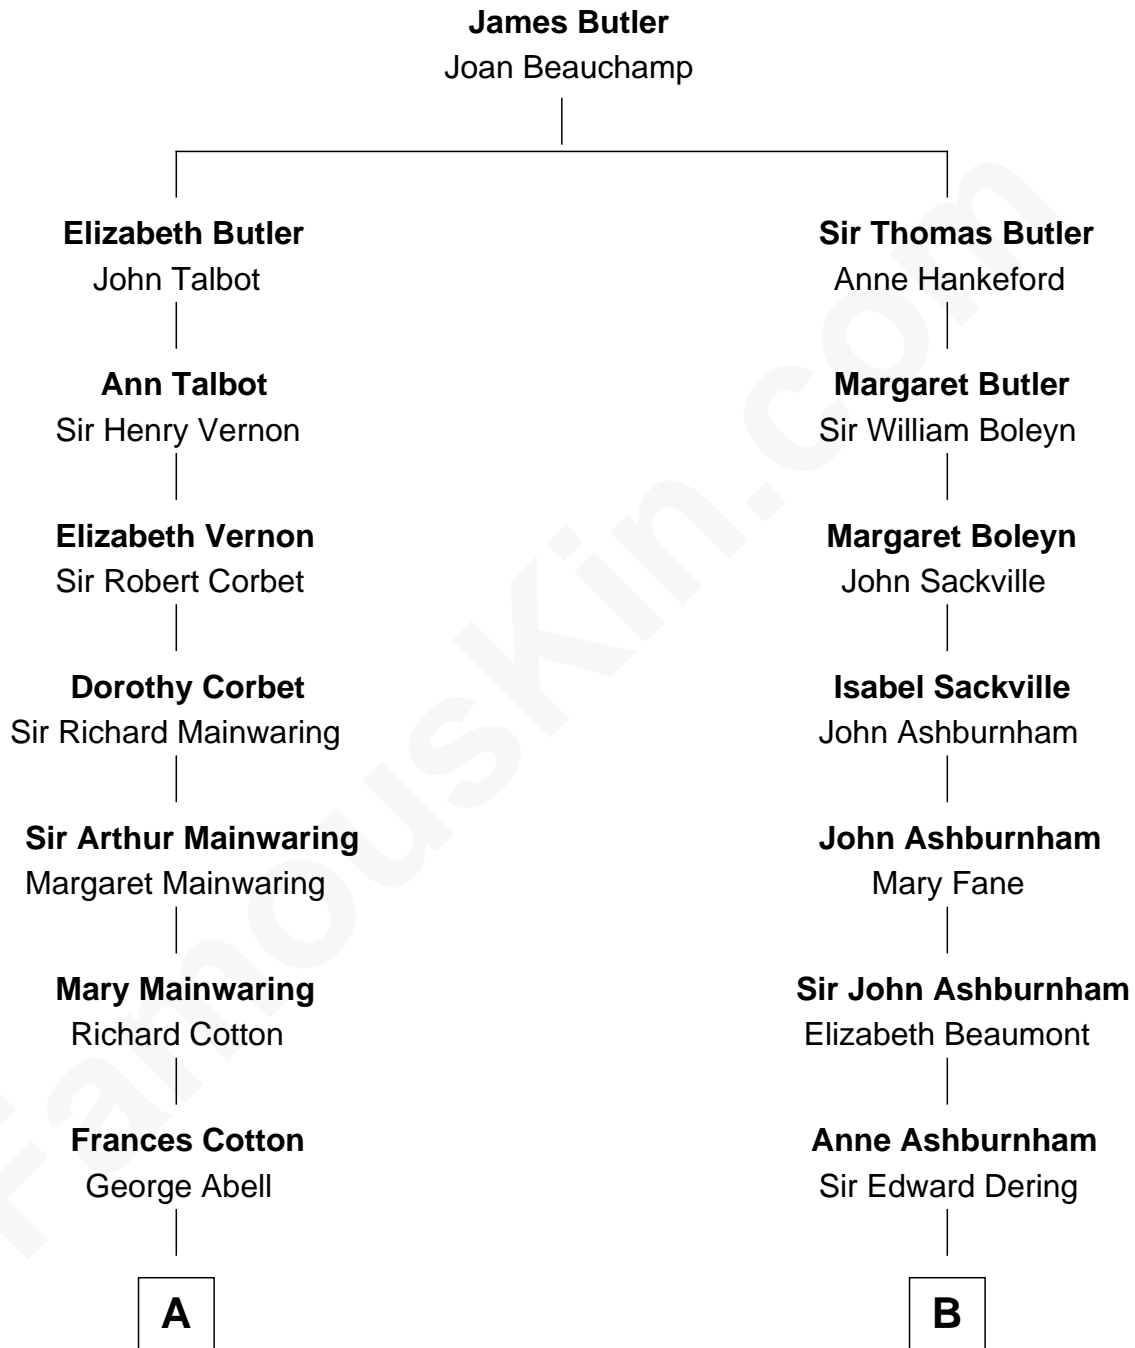 James Butler
Joan Beauchamp
Elizabeth Butler
John Talbot
Sir Thomas Butler
Anne Hankeford
Ann Talbot
Sir Henry Vernon
Margaret Butler
Sir William Boleyn
Elizabeth Vernon
Sir Robert Corbet
Margaret Boleyn
John Sackville
Dorothy Corbet
Sir Richard Mainwaring
Isabel Sackville
John Ashburnham
Sir Arthur Mainwaring
Margaret Mainwaring
John Ashburnham
Mary Fane
Mary Mainwaring
Richard Cotton
Sir John Ashburnham
Elizabeth Beaumont
Frances Cotton
George Abell
Anne Ashburnham
Sir Edward Dering
A
B
FamousKin.com